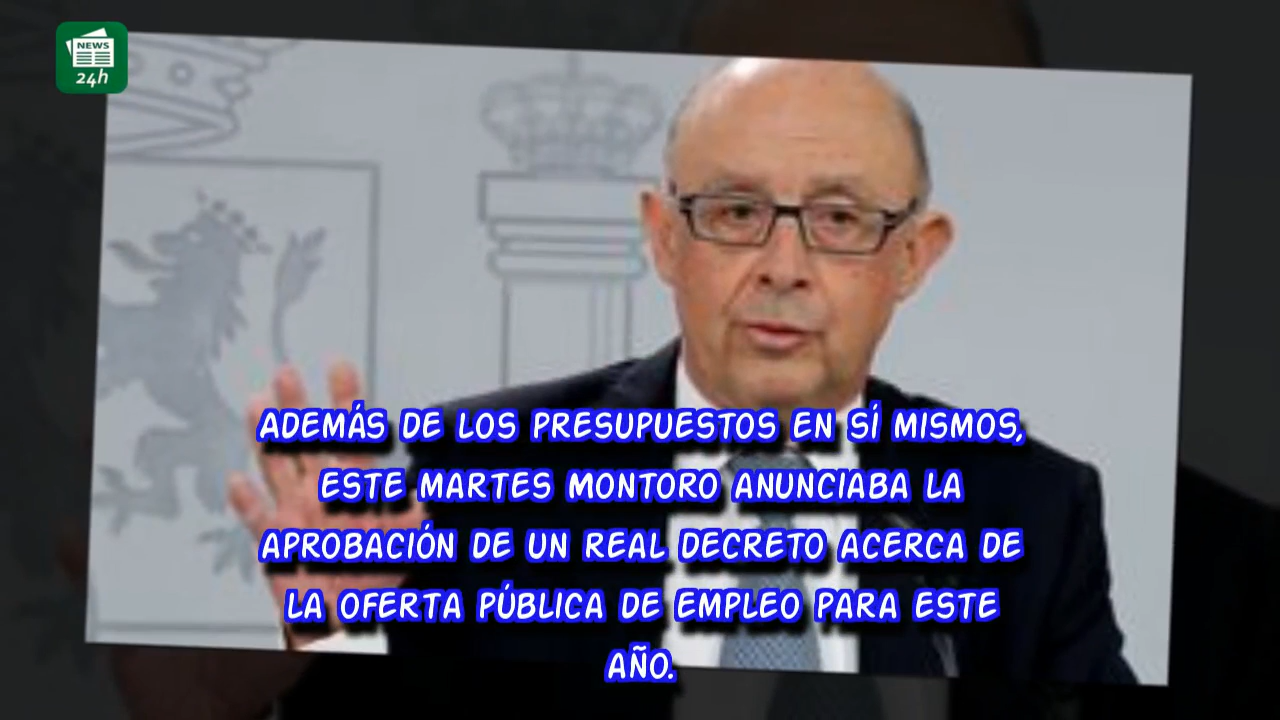 NEWS
24h
ADEMÁS DE LOS PRESUPUESTOS EN SÍ MISMOS,
ESTE MARTES MONTORO ANUNCIABA LA
APROBACIÓN DE UN REAL DECRETO ACERCA DE
LA OFERTA PÚBLICA DE EMPLEO PARA ESTE
AÑO.